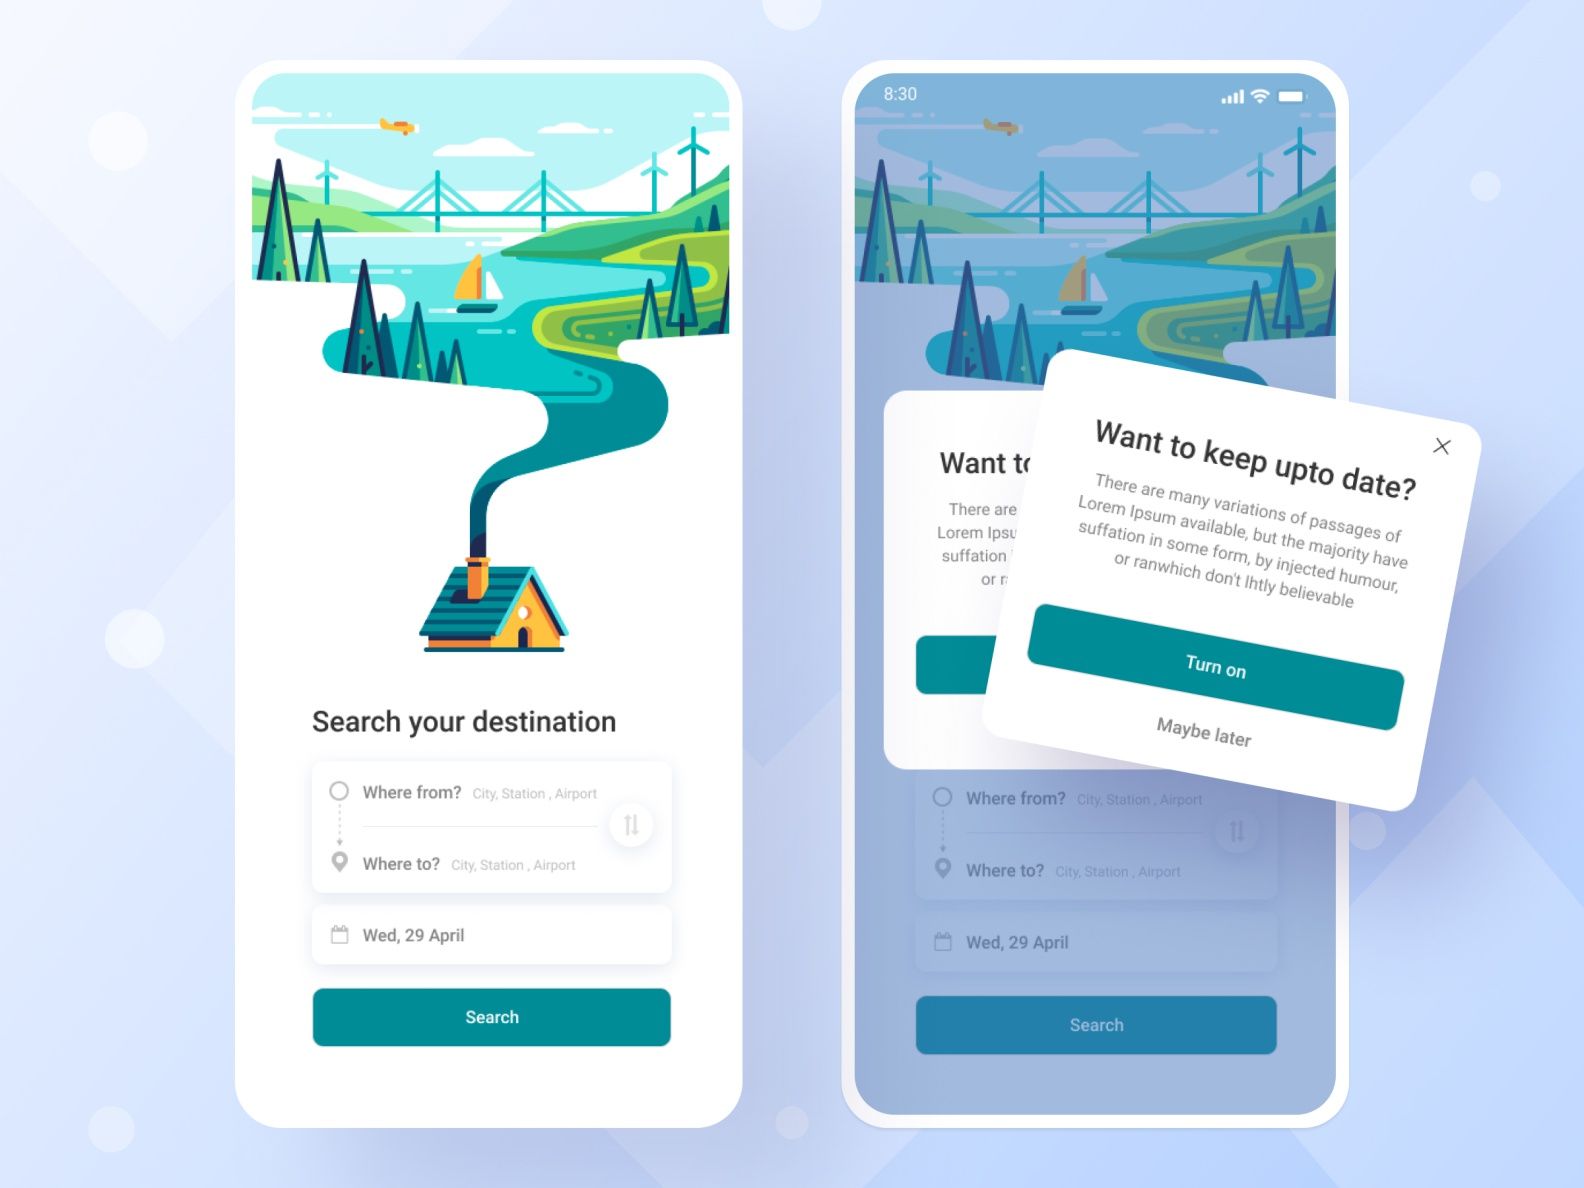 Search your destination
Where from? City, Station , Airport
Where to? City, Station , Airport
Wed, 29 April
Search
8:30
Want to
There are
Lorem Ipsu
suffation
or ra
Want to keep upto date?
There are many variations of passages of
Lorem Ipsum available, but the majority have
suffation in some form, by injected humour,
or ranwhich don't lhtly believable
Turn on
Maybe later
Where from? City, Station , Airport
Where to? City, Station , Airport
Wed, 29 April
Search